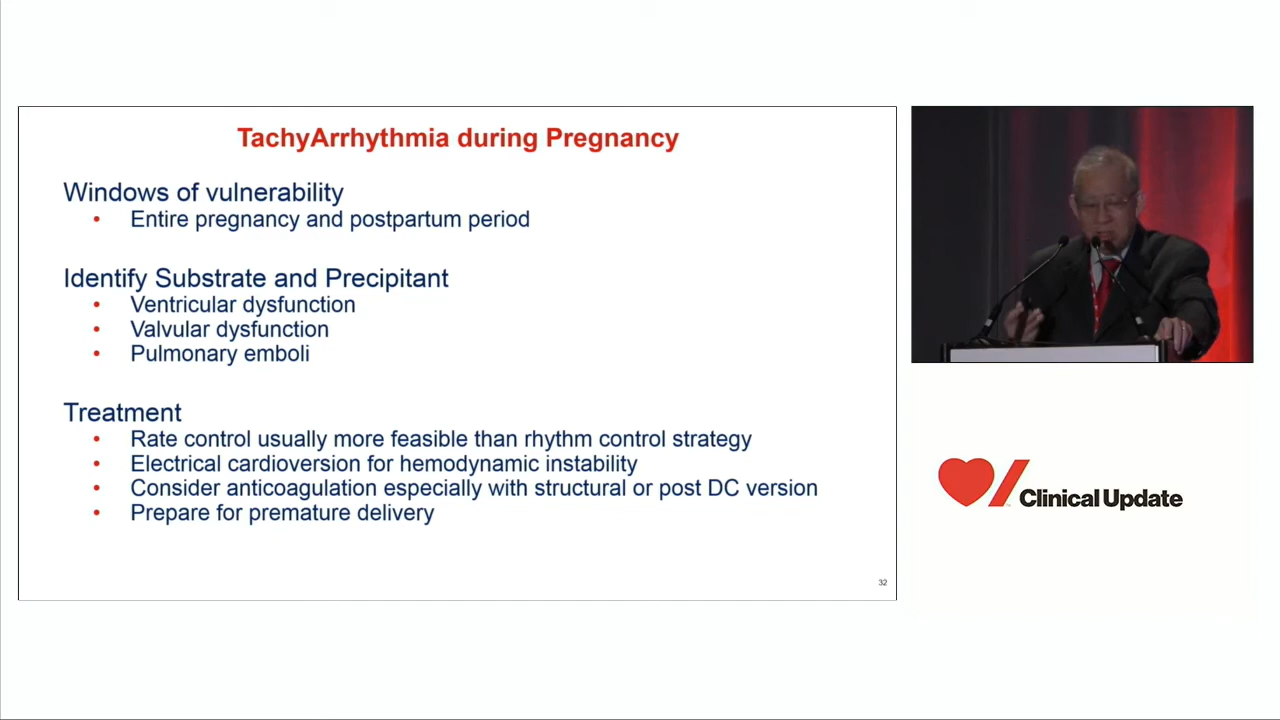 TachyArrhythmia during Pregnancy
Windows of vulnerability
• Entire pregnancy and postpartum period
Identify Substrate and Precipitant
• Ventricular dysfunction
• Valvular dysfunction
• Pulmonary emboli
Treatment
• Rate control usually more feasible than rhythm control strategy
• Electrical cardioversion for hemodynamic instability
• Consider anticoagulation especially with structural or post DC version
• Prepare for premature delivery
32
Clinical Update